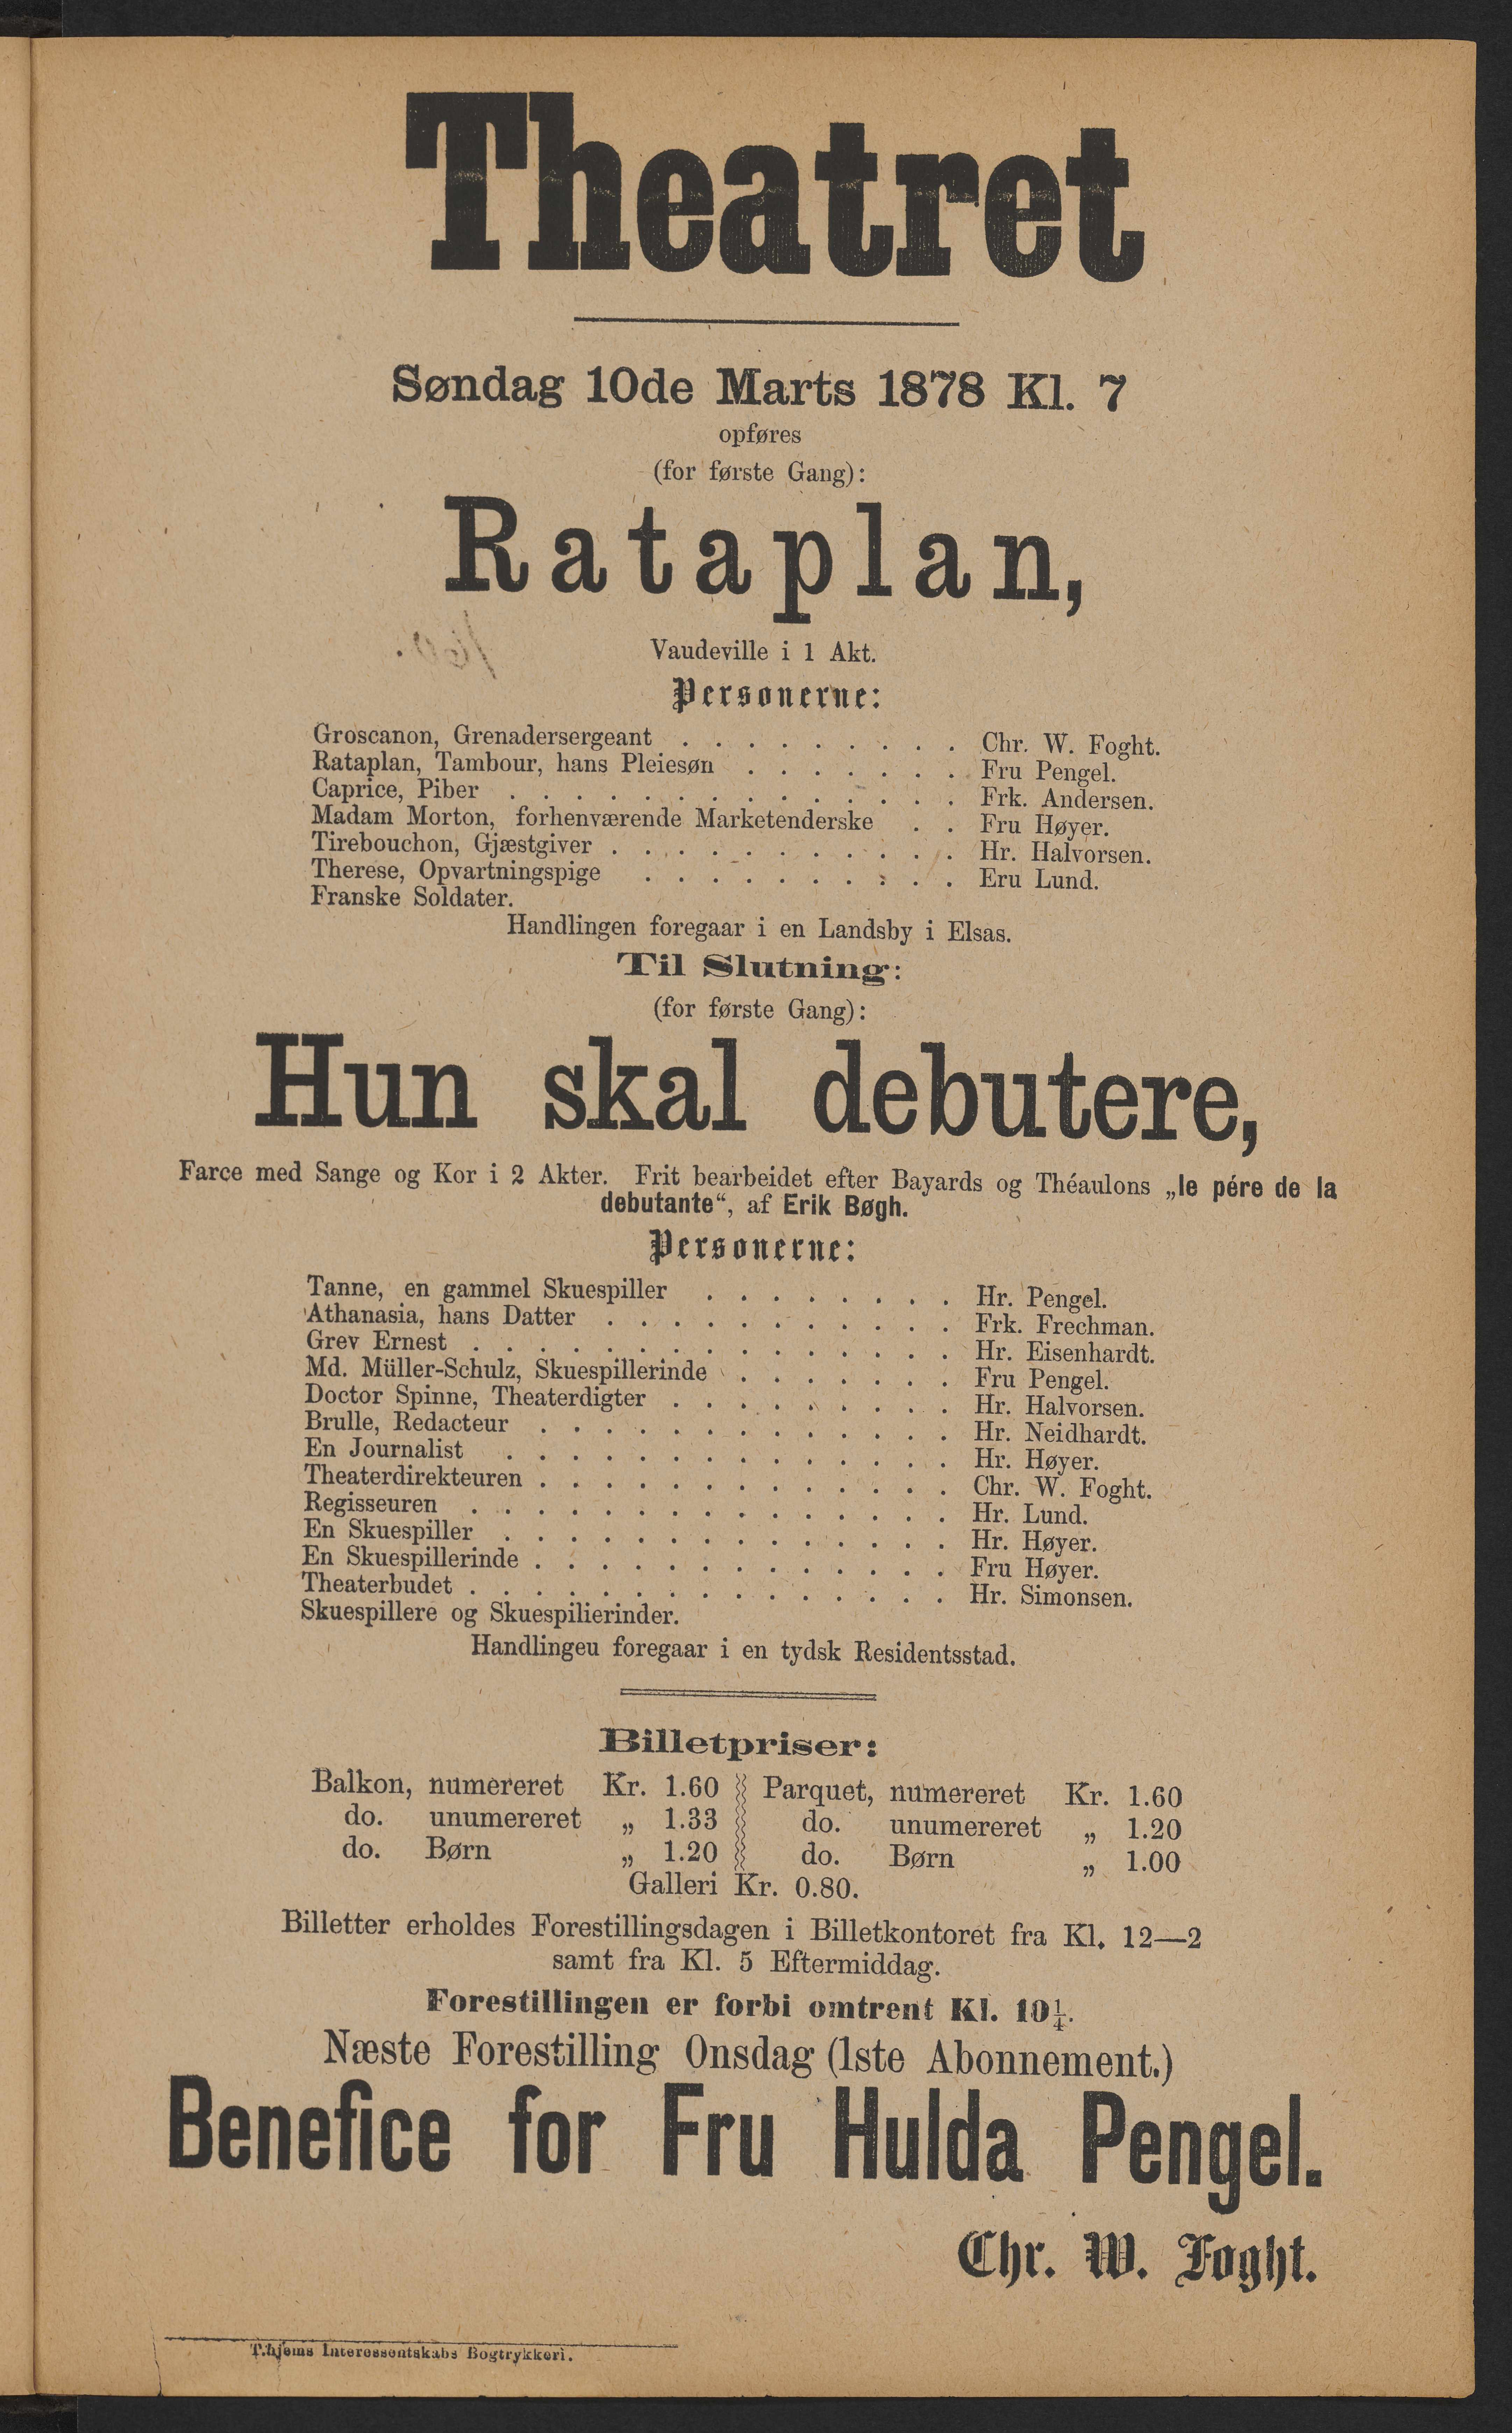 Theatret
Søndag 10de Marts 1878 Kl. 7
opføres
(for første Gang):
Rataplan,
Vaudeville i 1 Akt.
Personerne:
Groscanon, Grenadersergeant . . . . . . . . . Chr. W. Foght.
Rataplan, Tambour, hans Pleiesøn . . . . . . . Fru Pengel.
Caprice, Piber . . . . . . . . . . . . . . Frk. Andersen.
Madam Morton, forhenværende Marketenderske . . Fru Høyer.
Tirebouchon, Gjæstgiver . . . . . . . . . . . Hr. Halvorsen.
Therese, Opvartningspige . . . . . . . . . . Eru Lund.
Franske Soldater.
Handlingen foregaar i en Landsby i Elsas.
Til Slutning:
(for første Gang):
Hun skal debutere,
Farce med Sange og Kor i 2 Akter. Frit bearbeidet efter Bayards og Théaulons „le pére de la
debutante“, af Erik Bøgh.
Personerne:
Tanne, en gammel Skuespiller . . . . . . . . Hr. Pengel.
Athanasia, hans Datter . . . . . . . . . . . Frk. Frechman.
Grev Ernest . . . . . . . . . . . . . . . Hr. Eisenhardt.
Md. Müller-Schulz, Skuespillerinde . . . . . . . Fru Pengel.
Doctor Spinne, Theaterdigter . . . . . . . . . Hr. Halvorsen.
Brulle, Redacteur . . . . . . . . . . . . . Hr. Neidhardt.
En Journalist . . . . . . . . . . . . . . Hr. Høyer.
Theaterdirekteuren . . . . . . . . . . . . . Chr. W. Foght.
Regisseuren . . . . . . . . . . . . . . . Hr. Lund.
En Skuespiller . . . . . . . . . . . . . . Hr. Høyer.
En Skuespillerinde . . . . . . . . . . . . . Fru Høyer.
Theaterbudet . . . . . . . . . . . . . . . Hr. Simonsen.
Skuespillere og Skuespilierinder.
Handlingeu foregaar i en tydsk Residentsstad.
Billetpriser:
Balkon, numereret Kr. 1.60 Parquet, numereret Kr. 1.60
do. unumereret „ 1.33 do. unumereret „ 1.20
do. Børn „ 1.20 do. Børn „ 1.00
Galleri Kr. 0.80.
Billetter erholdes Forestillingsdagen i Billetkontoret fra Kl. 12—2
samt fra Kl. 5 Eftermiddag.
Forestillingen er forbi omtrent Kl. 10¼.
Næste Forestilling Onsdag (1ste Abonnement.)
Benefice for Fru Hulda Pengel.
Chr. W. Foght.
T.hjems Interessentskabs Bogtrykkeri.